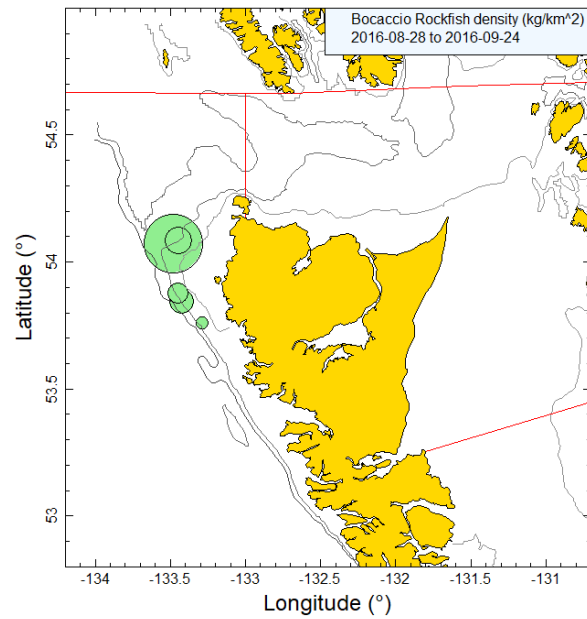 Bocaccio Rockfish density (kg/km^2)
2016-08-28 to 2016-09-24
54.5
54
53.5
53
Latitude (°)
-134 -133.5 -133 -132.5 -132 -131.5 -131
Longitude (°)